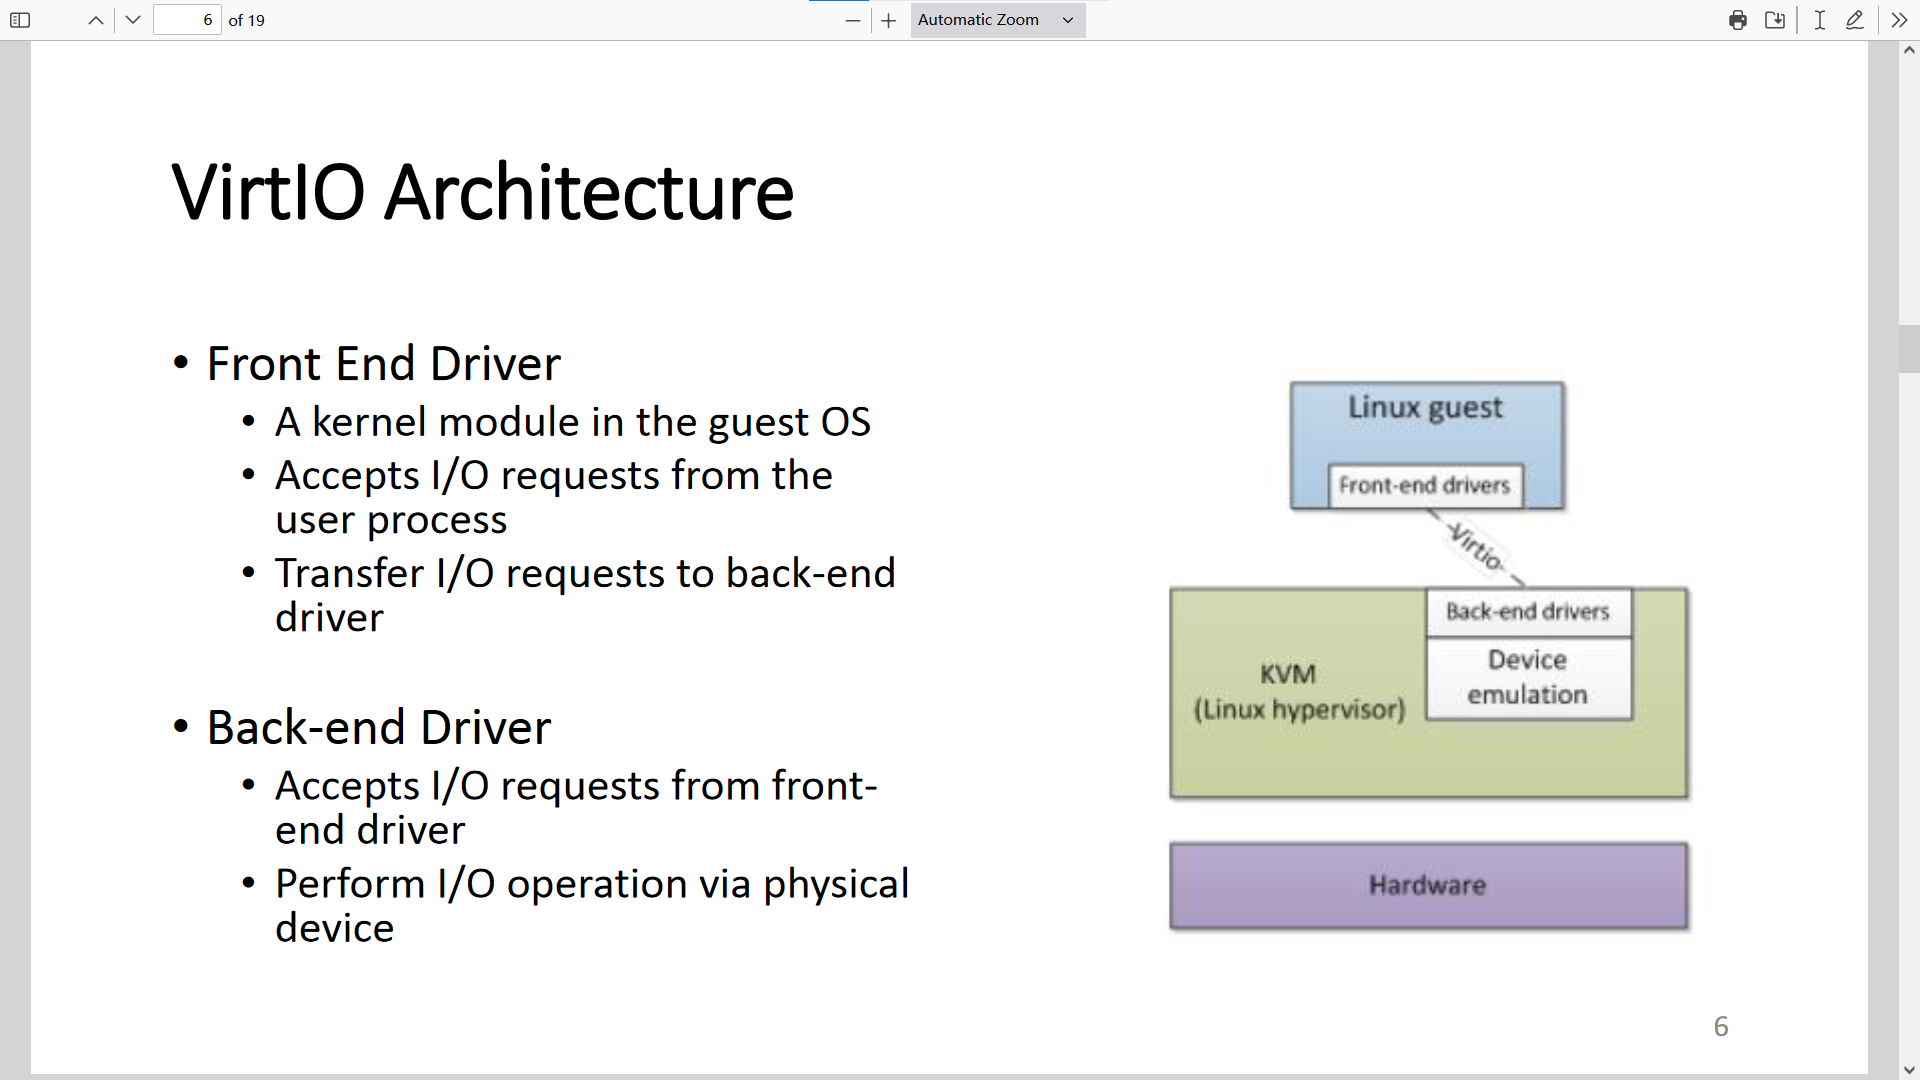 6 of 19
Automatic Zoom
VirtIO Architecture
• Front End Driver
• A kernel module in the guest OS
• Accepts I/O requests from the
user process
• Transfer I/O requests to back-end
driver
• Back-end Driver
• Accepts I/O requests from front-
end driver
• Perform I/O operation via physical
device
Linux guest
Front-end drivers
Virtio
Back-end drivers
Device
emulation
KVM
(Linux hypervisor)
Hardware
6